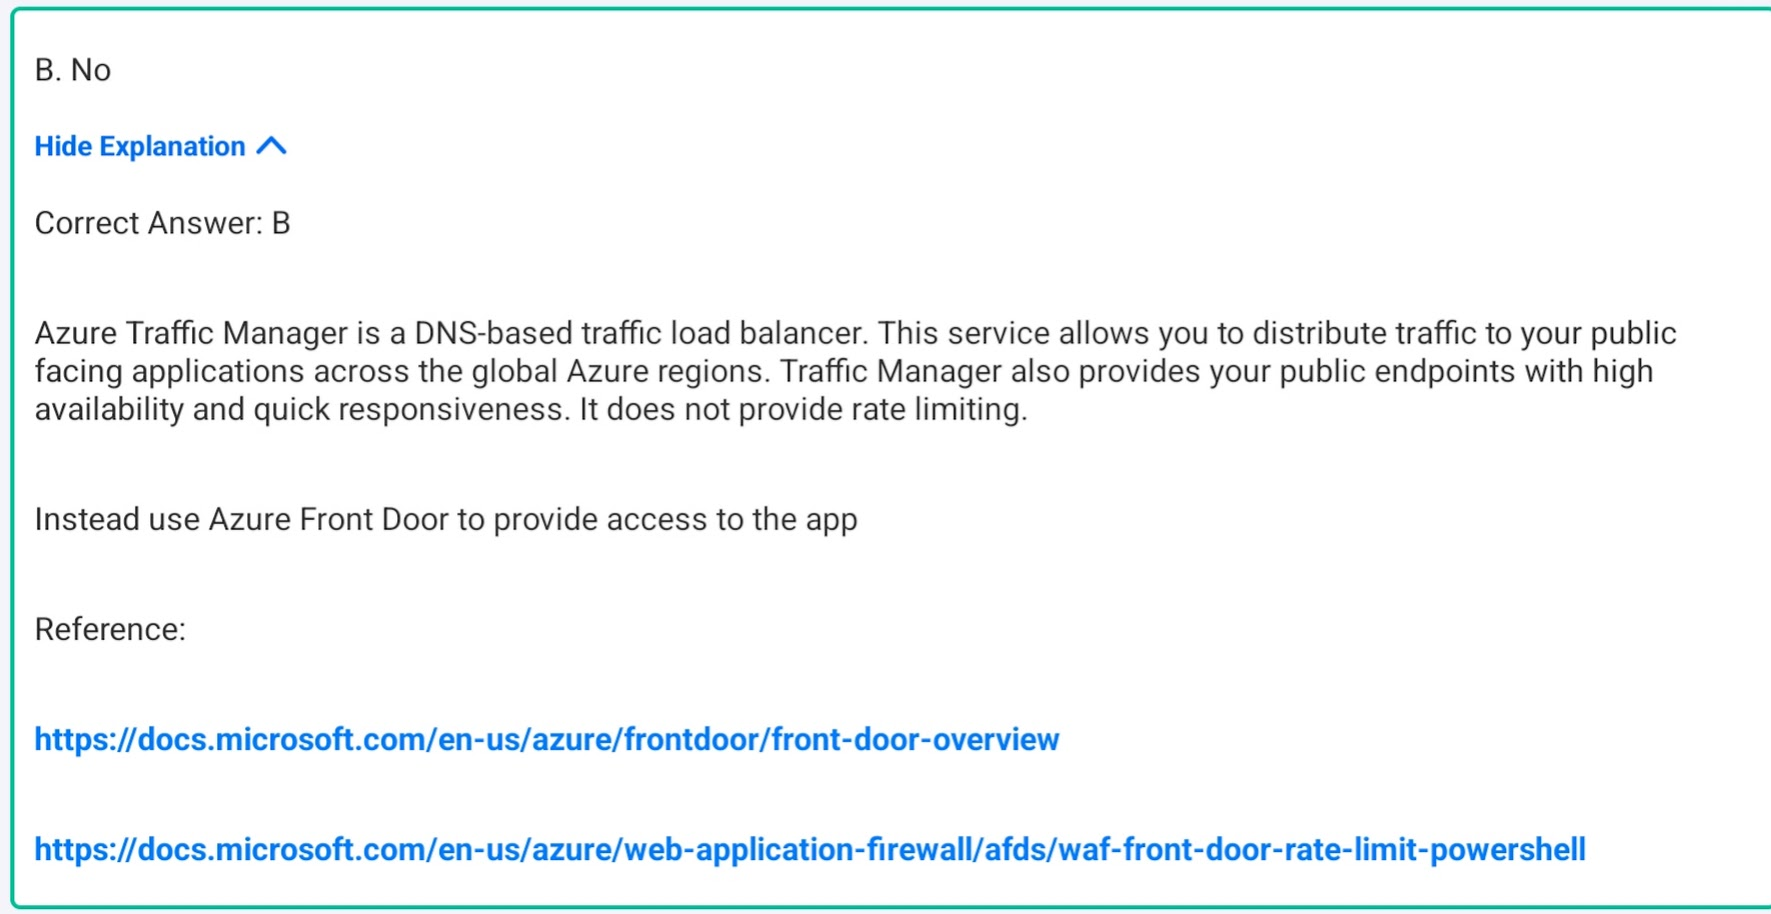 B. No
Hide Explanation
Correct Answer: B
Azure Traffic Manager is a DNS-based traffic load balancer. This service allows you to distribute traffic to your public
facing applications across the global Azure regions. Traffic Manager also provides your public endpoints with high
availability and quick responsiveness. It does not provide rate limiting.
Instead use Azure Front Door to provide access to the app
Reference:
https://docs.microsoft.com/en-us/azure/frontdoor/front-door-overview
https://docs.microsoft.com/en-us/azure/web-application-firewall/afds/waf-front-door-rate-limit-powershell